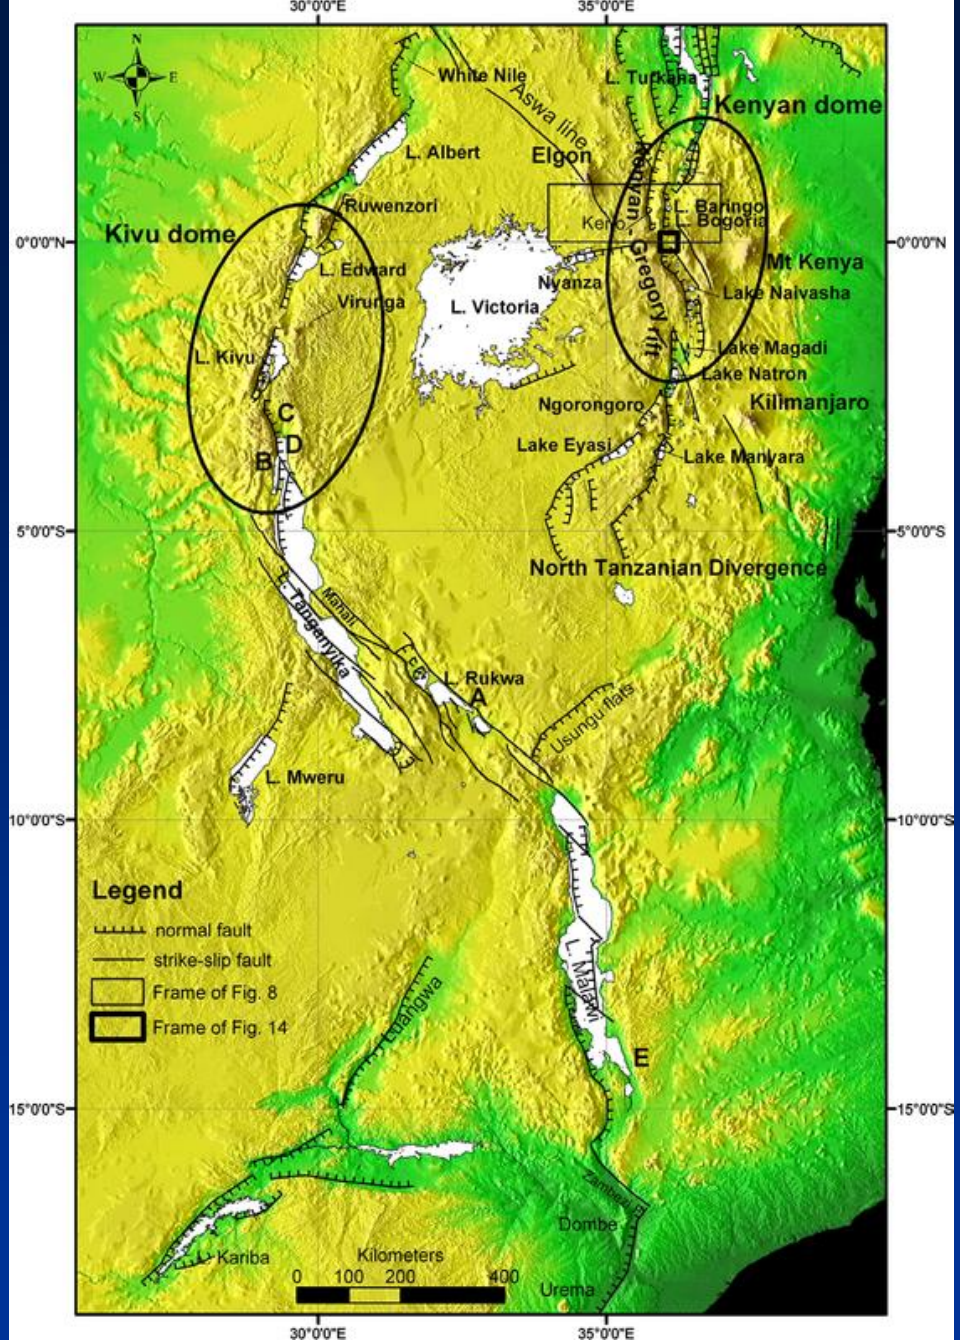 30°0'0"E
35°0'0"E
N
W
E
S
White Nile
L. Turkana
Aswa line
Kenyan dome
L. Albert
Elgon
Ruwenzori
L. Baringo
L. Bogoria
Kivu dome
0°0'0"N
0°0'0"N
Kenyan - Gregory rift
L. Edward
Mt Kenya
Nyanza
Virunga
Lake Naivasha
L. Victoria
L. Kivu
Lake Magadi
Lake Natron
C
Ngorongoro
Kilimanjaro
D
Lake Eyasi
B
Lake Manyara
5°0'0"S
5°0'0"S
North Tanzanian Divergence
L. Tanganyika
Mahali
L. Rukwa
A
Usungu flats
L. Mweru
10°0'0"S
10°0'0"S
Legend
normal fault
strike-slip fault
Frame of Fig. 8
Frame of Fig. 14
L. Malawi
Luangwa
E
15°0'0"S
15°0'0"S
Dombe
Kariba
Kilometers
0 100 200 400
Urema
30°0'0"E
35°0'0"E